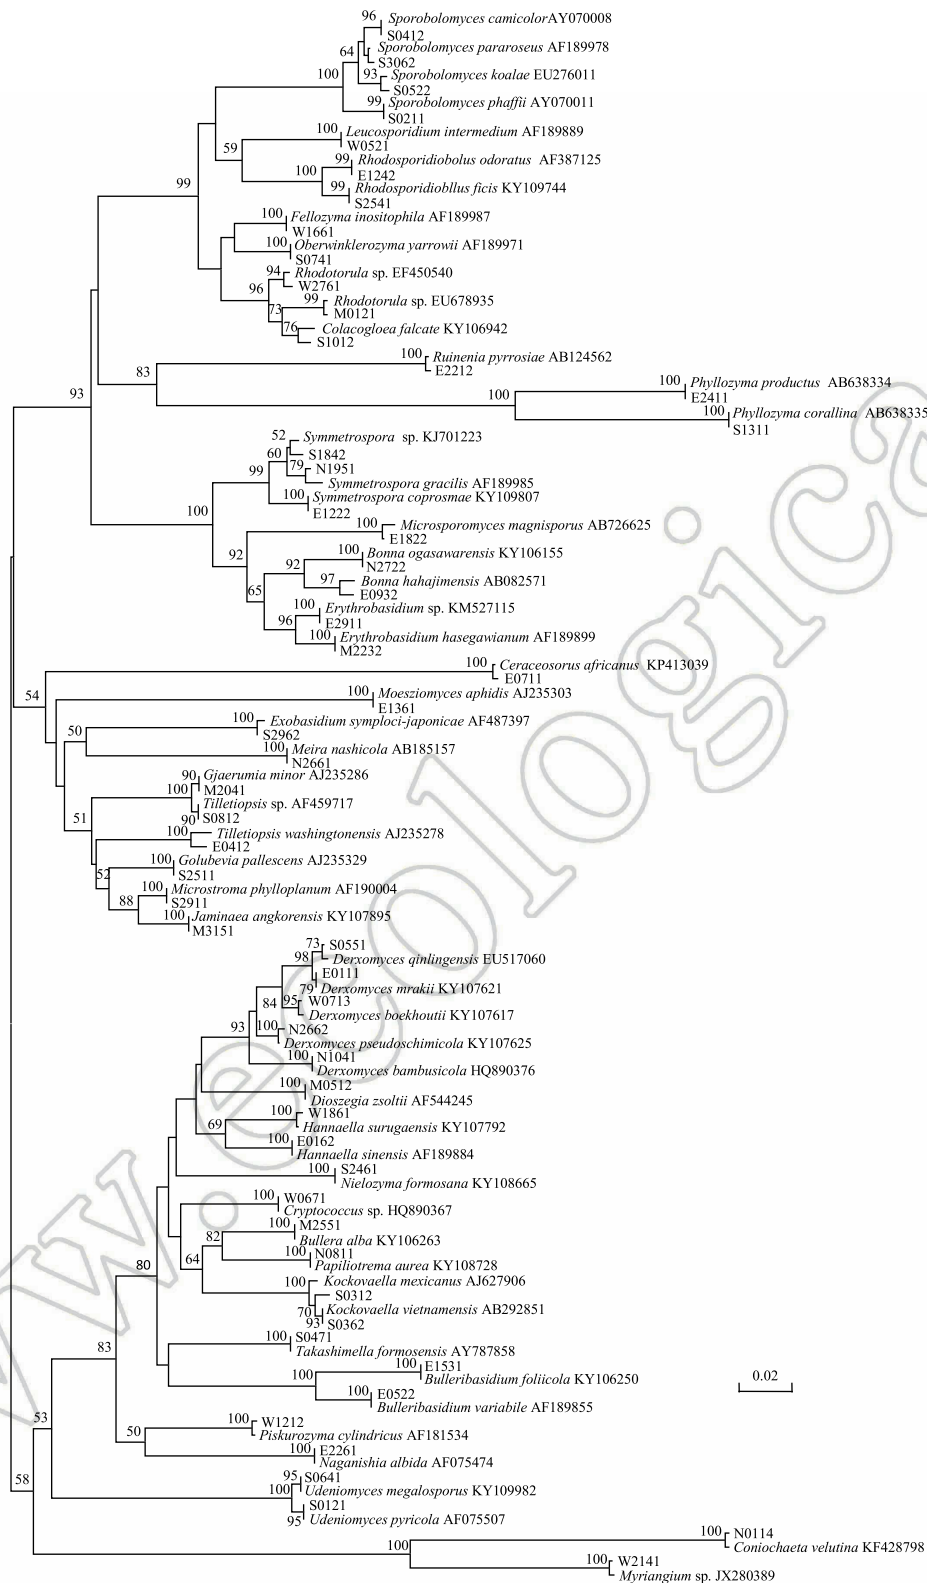 96 Sporobolomyces camicolorAY070008
S0412
64 Sporobolomyces pararoseus AF189978
S3062
100 93 Sporobolomyces koalae EU276011
S0522
99 Sporobolomyces phaffii AY070011
S0211
100 Leucosporidium intermedium AF189889
59 W0521
99 Rhodosporidiobolus odoratus AF387125
100 E1242
99 99 Rhodosporidiobllus ficis KY109744
S2541
100 Fellozyma inositophila AF189987
W1661
100 Oberwinklerozyma yarrowii AF189971
S0741
94 Rhodotorula sp. EF450540
96 W2761
99 Rhodotorula sp. EU678935
73 M0121
76 Colacogloea falcate KY106942
S1012
100 Ruinenia pyrrosiae AB124562
83 E2212
100 Phyllozyma productus AB638334
93 100 E2411
100 Phyllozyma corallina AB638335
S1311
52 Symmetrospora sp. KJ701223
60 S1842
99 79 N1951
Symmetrospora gracilis AF189985
100 Symmetrospora coprosmae KY109807
100 E1222
100 Microsporomyces magnisporus AB726625
E1822
92 100 Bonna ogasawarensis KY106155
92 N2722
97 Bonna hahajimensis AB082571
65 E0932
100 Erythrobasidium sp. KM527115
96 E2911
100 Erythrobasidium hasegawianum AF189899
M2232
100 Ceraceosorus africanus KP413039
E0711
54 100 Moesziomyces aphidis AJ235303
E1361
100 Exobasidium symploci-japonicae AF487397
50 S2962
100 Meira nashicola AB185157
N2661
90 Gjaerumia minor AJ235286
100 M2041
Tilletiopsis sp. AF459717
51 90 S0812
100 Tilletiopsis washingtonensis AJ235278
E0412
100 Golubevia pallescens AJ235329
52 S2511
100 Microstroma phylloplanum AF190004
88 S2911
100 Jaminaea angkorensis KY107895
M3151
73 S0551
98 Derxomyces qinlingensis EU517060
E0111
79 Derxomyces mrakii KY107621
84 95 W0713
Derxomyces boekhoutii KY107617
93 100 N2662
Derxomyces pseudoschimicola KY107625
100 N1041
Derxomyces bambusicola HQ890376
100 M0512
Dioszegia zsoltii AF544245
100 W1861
69 Hannaella surugaensis KY107792
100 E0162
Hannaella sinensis AF189884
100 S2461
Nielozyma formosana KY108665
100 W0671
Cryptococcus sp. HQ890367
100 M2551
82 Bullera alba KY106263
64 100 N0811
80 Papiliotrema aurea KY108728
100 Kockovaella mexicanus AJ627906
S0312
70 Kockovaella vietnamensis AB292851
93 S0362
100 S0471
83 Takashimella formosensis AY787858
100 E1531
100 Bulleribasidium foliicola KY106250
0.02
100 E0522
Bulleribasidium variabile AF189855
53 100 W1212
50 Piskurozyma cylindricus AF181534
100 E2261
Naganishia albida AF075474
58 95 S0641
100 Udeniomyces megalosporus KY109982
S0121
95 Udeniomyces pyricola AF075507
100 N0114
100 Coniochaeta velutina KF428798
100 W2141
Myriangium sp. JX280389
w.ecologica